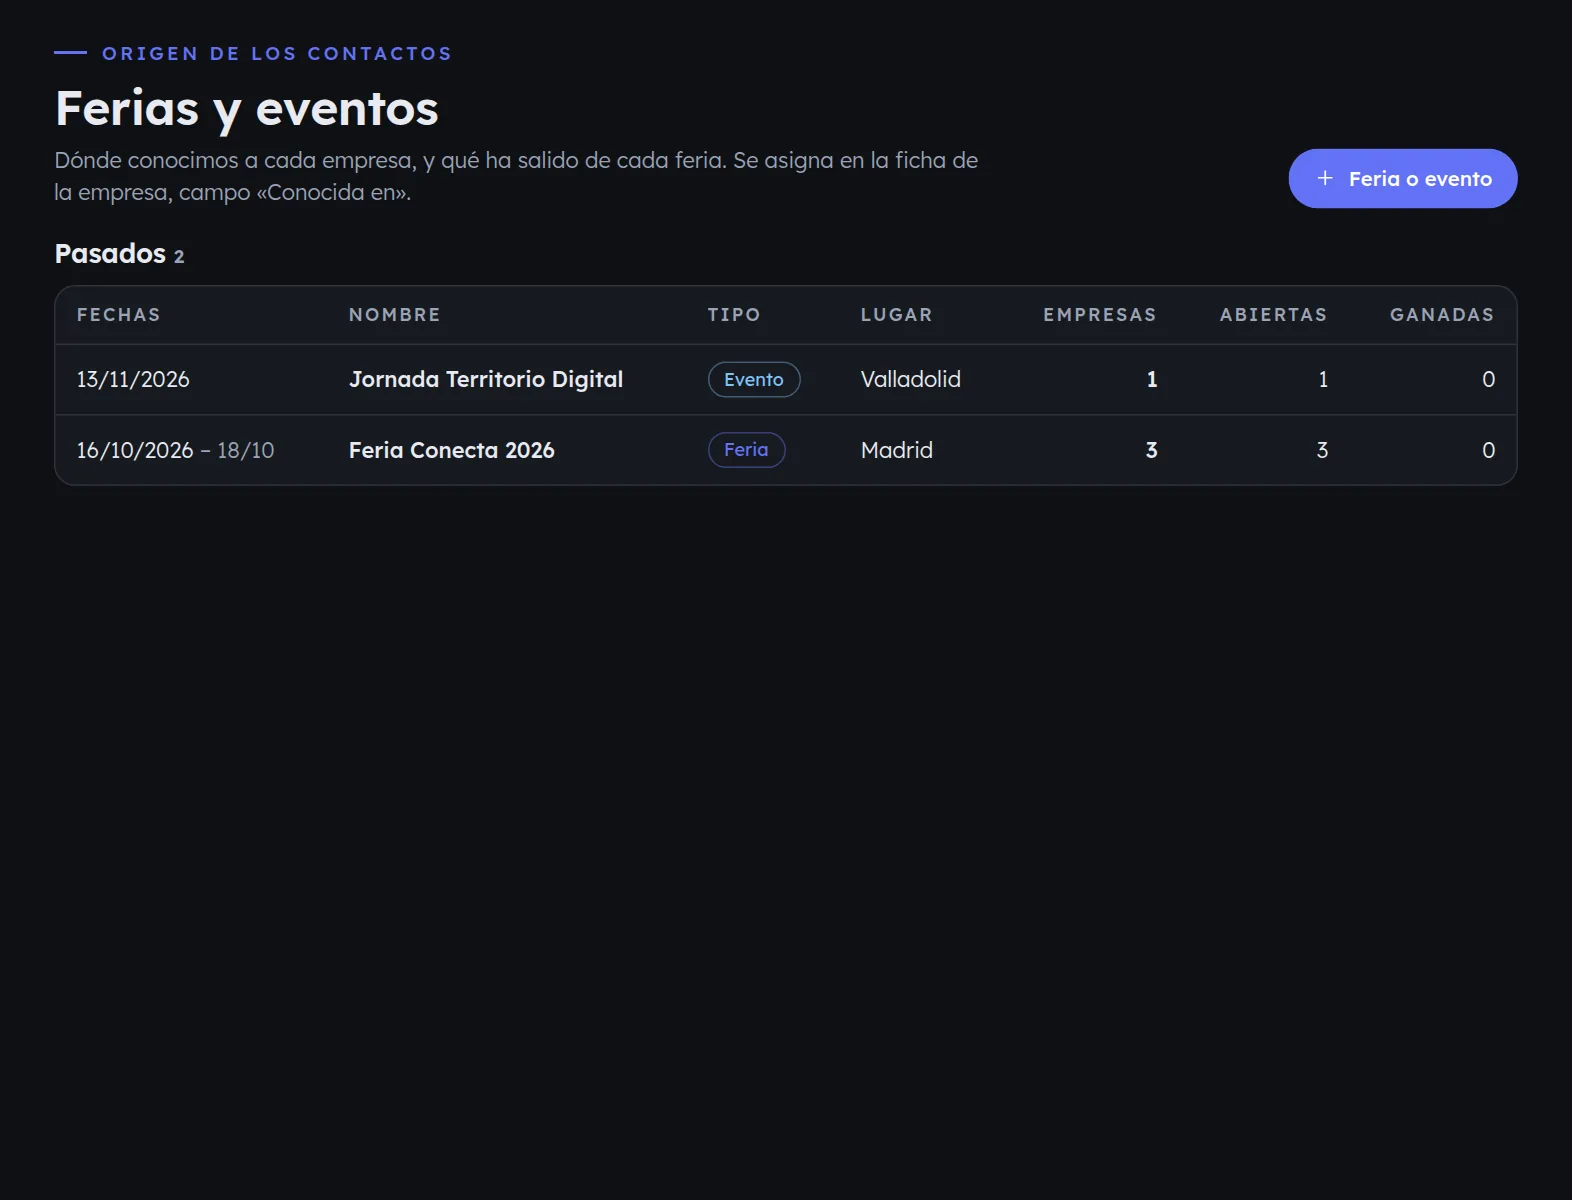 ORIGEN DE LOS CONTACTOS
Ferias y eventos
Dónde conocimos a cada empresa, y qué ha salido de cada feria. Se asigna en la ficha de
la empresa, campo «Conocida en».
+ Feria o evento
Pasados 2
FECHAS NOMBRE TIPO LUGAR EMPRESAS ABIERTAS GANADAS
13/11/2026 Jornada Territorio Digital Evento Valladolid 1 1 0
16/10/2026 – 18/10 Feria Conecta 2026 Feria Madrid 3 3 0